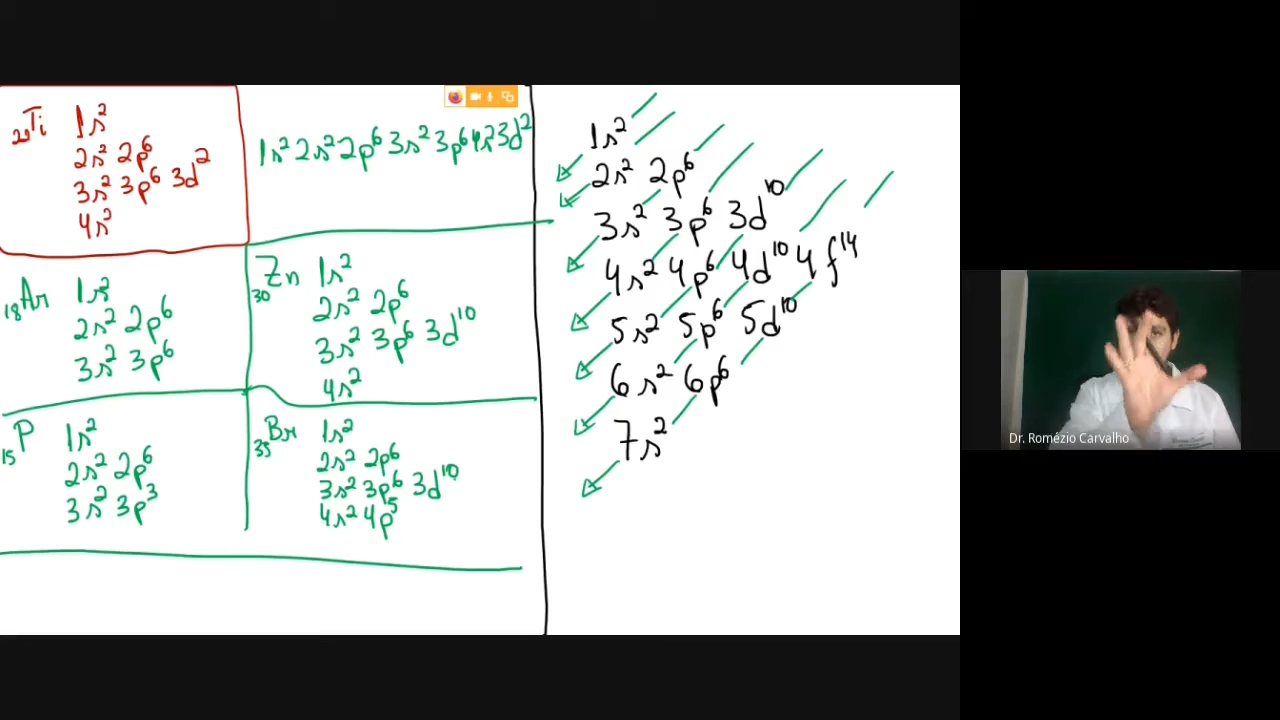 22Ti 1s² 
2s² 2p⁶
3s² 3p⁶ 3d²
4s²
1s² 2s² 2p⁶ 3s² 3p⁶ 4s² 3d²
18Ar 1s²
2s² 2p⁶
3s² 3p⁶
30Zn 1s²
2s² 2p⁶
3s² 3p⁶ 3d¹⁰
4s²
15P 1s²
2s² 2p⁶
3s² 3p³
35Br 1s²
2s² 2p⁶
3s² 3p⁶ 3d¹⁰
4s² 4p⁵
1s²
2s² 2p⁶
3s² 3p⁶ 3d¹⁰
4s² 4p⁶ 4d¹⁰ 4f¹⁴
5s² 5p⁶ 5d¹⁰
6s² 6p⁶
7s²
Dr. Romézio Carvalho